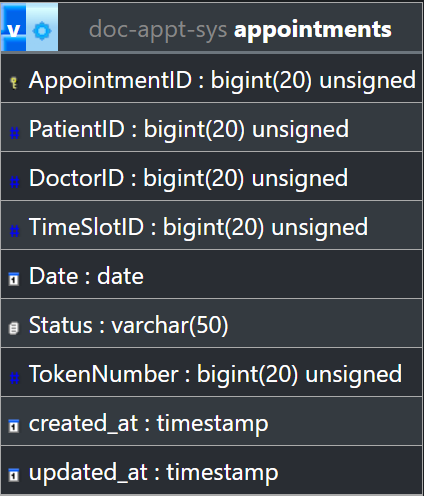 v doc-appt-sys appointments
AppointmentID : bigint(20) unsigned
# PatientID : bigint(20) unsigned
# DoctorID : bigint(20) unsigned
# TimeSlotID : bigint(20) unsigned
Date : date
Status : varchar(50)
# TokenNumber : bigint(20) unsigned
created_at : timestamp
updated_at : timestamp